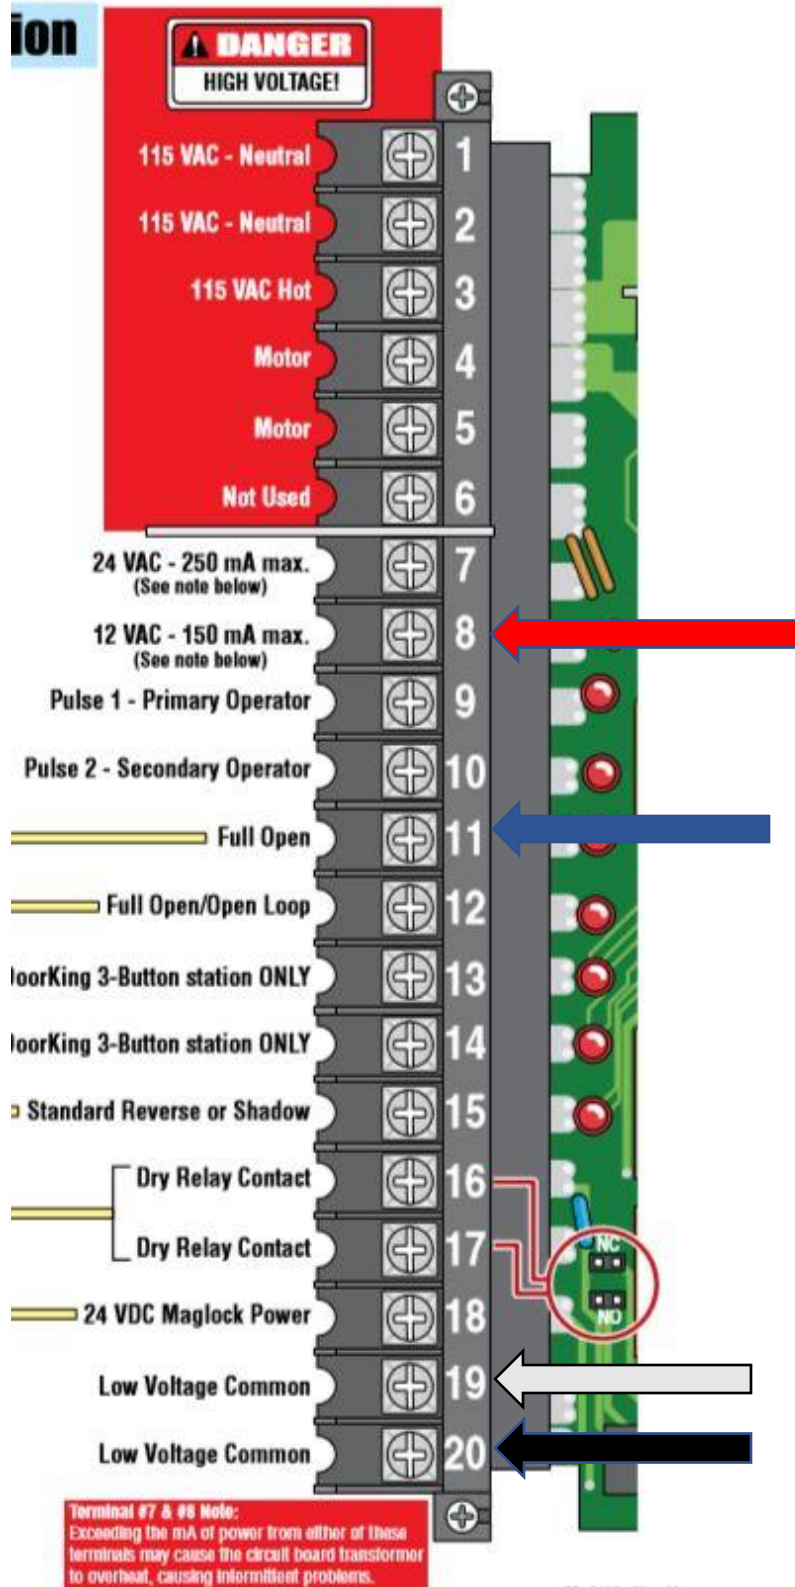 ion
DANGER
HIGH VOLTAGE!
115 VAC - Neutral 1
115 VAC - Neutral 2
115 VAC Hot 3
Motor 4
Motor 5
Not Used 6
24 VAC - 250 mA max. 7
(See note below)
12 VAC - 150 mA max. 8
(See note below)
Pulse 1 - Primary Operator 9
Pulse 2 - Secondary Operator 10
Full Open 11
Full Open/Open Loop 12
oorKing 3-Button station ONLY 13
oorKing 3-Button station ONLY 14
Standard Reverse or Shadow 15
Dry Relay Contact 16
Dry Relay Contact 17
NC
24 VDC Maglock Power 18
NO
Low Voltage Common 19
Low Voltage Common 20
Terminal #7 & #8 Note:
Exceeding the mA of power from either of these
terminals may cause the circuit board transformer
to overheat, causing intermittent problems.